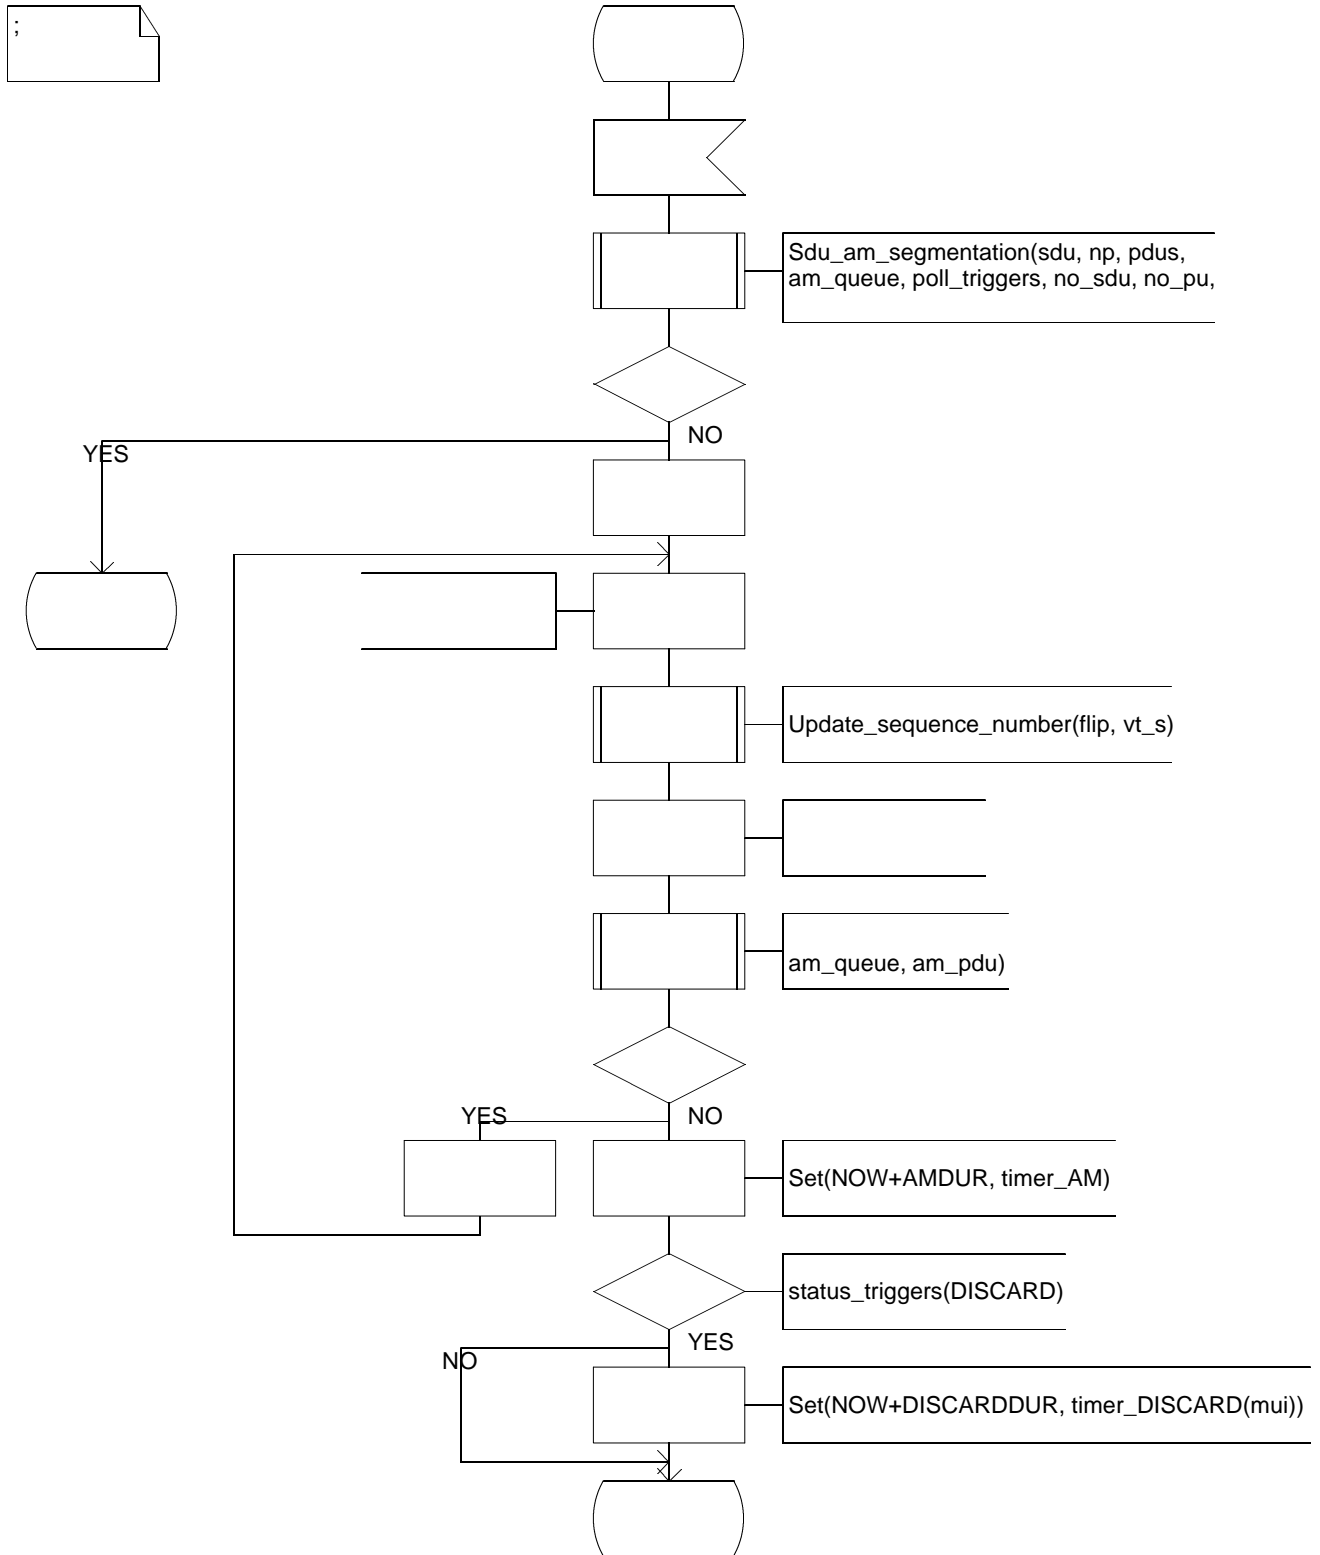 ;
Sdu_am_segmentation(sdu, np, pdus,
am_queue, poll_triggers, no_sdu, no_pu,
NO
YES
Update_sequence_number(flip, vt_s)
am_queue, am_pdu)
YES
NO
Set(NOW+AMDUR, timer_AM)
status_triggers(DISCARD)
YES
NO
Set(NOW+DISCARDDUR, timer_DISCARD(mui))